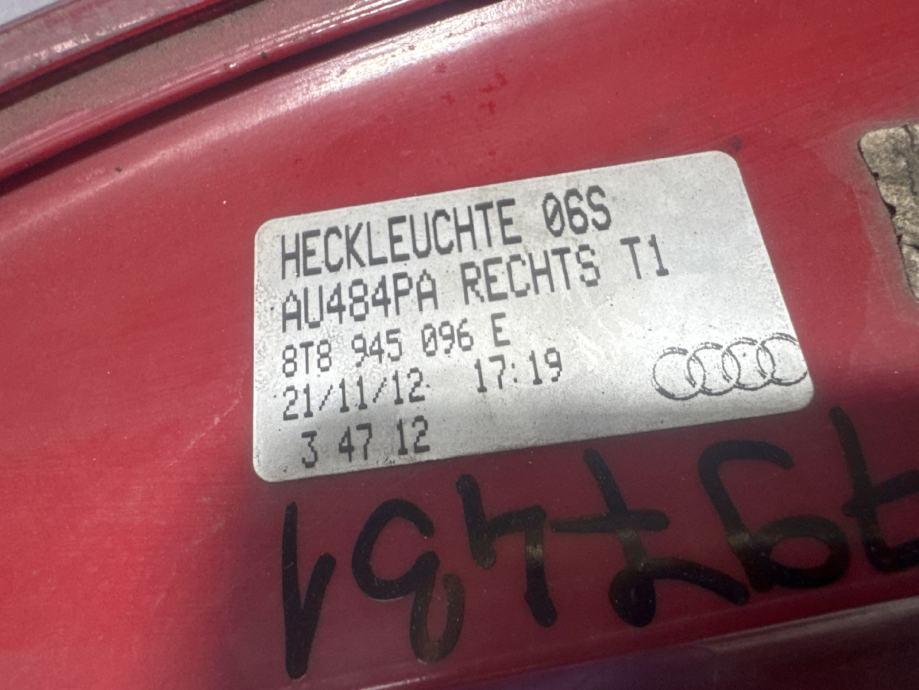 HECKLEUCHTE 06S
AU484PA RECHTS T1
8T8 945 096 E
21/11/12 17:19
3 47 12